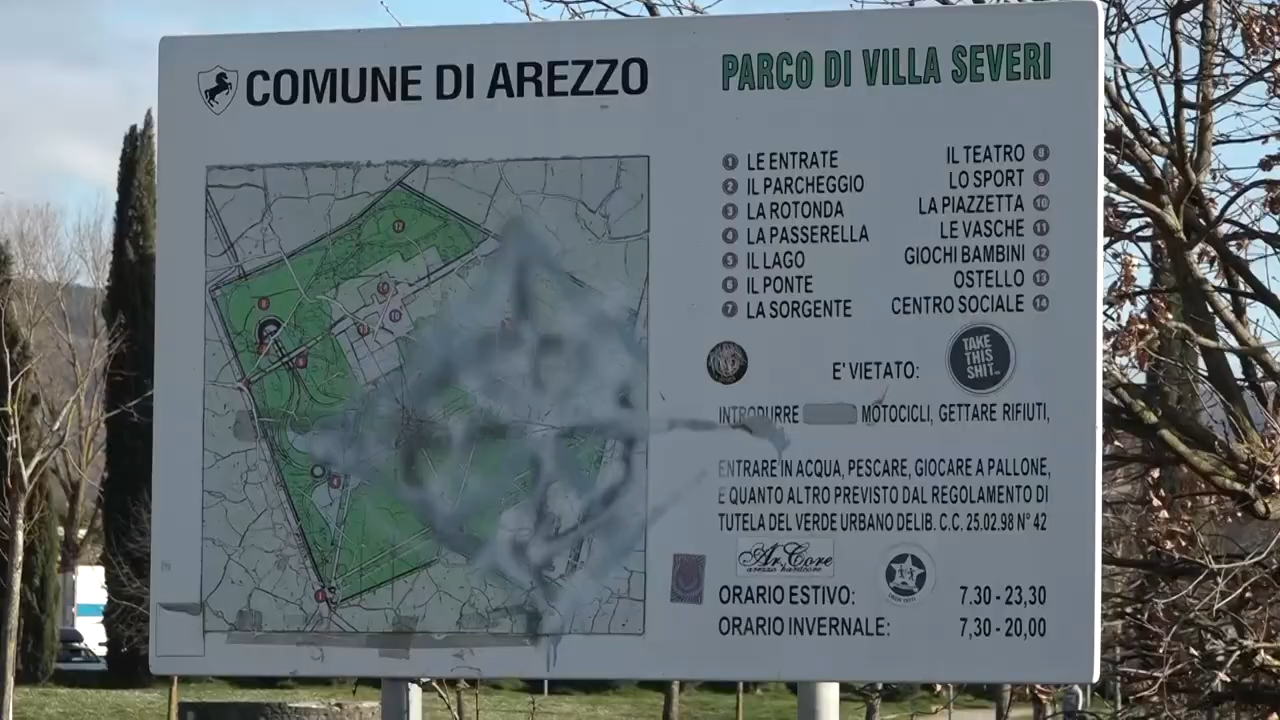 COMUNE DI AREZZO
PARCO DI VILLA SEVERI
1 LE ENTRATE
2 IL PARCHEGGIO
3 LA ROTONDA
4 LA PASSERELLA
5 IL LAGO
6 IL PONTE
7 LA SORGENTE
IL TEATRO 8
LO SPORT 9
LA PIAZZETTA 10
LE VASCHE 11
GIOCHI BAMBINI 12
OSTELLO 13
CENTRO SOCIALE 14
E' VIETATO:
TAKE
THIS
SHIT
INTRODURRE MOTOCICLI, GETTARE RIFIUTI,
ENTRARE IN ACQUA, PESCARE, GIOCARE A PALLONE,
E QUANTO ALTRO PREVISTO DAL REGOLAMENTO DI
TUTELA DEL VERDE URBANO DELIB. C.C. 25.02.98 N° 42
Ar.Core
arezzo hardcore
ORARIO ESTIVO: 7.30 - 23,30
ORARIO INVERNALE: 7,30 - 20,00
12
10